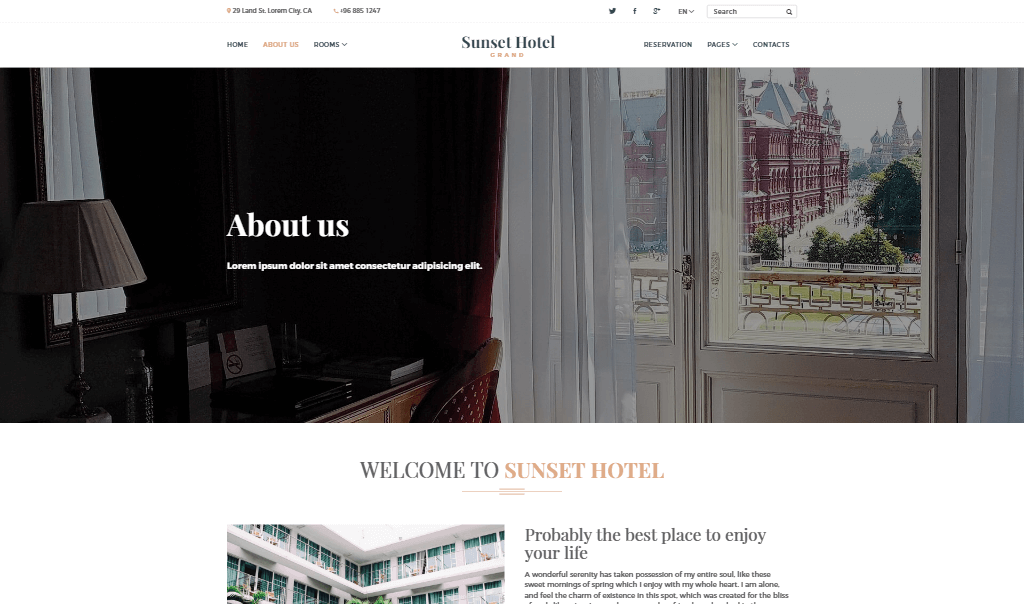 29 Land St, Lorem City, CA
+96 885 1247
EN
Search
HOME
ABOUT US
ROOMS
Sunset Hotel
GRAND
RESERVATION
PAGES
CONTACTS
About us
Lorem ipsum dolor sit amet consectetur adipisicing elit.
WELCOME TO SUNSET HOTEL
Probably the best place to enjoy
your life
A wonderful serenity has taken possession of my entire soul, like these
sweet mornings of spring which I enjoy with my whole heart. I am alone,
and feel the charm of existence in this spot, which was created for the bliss